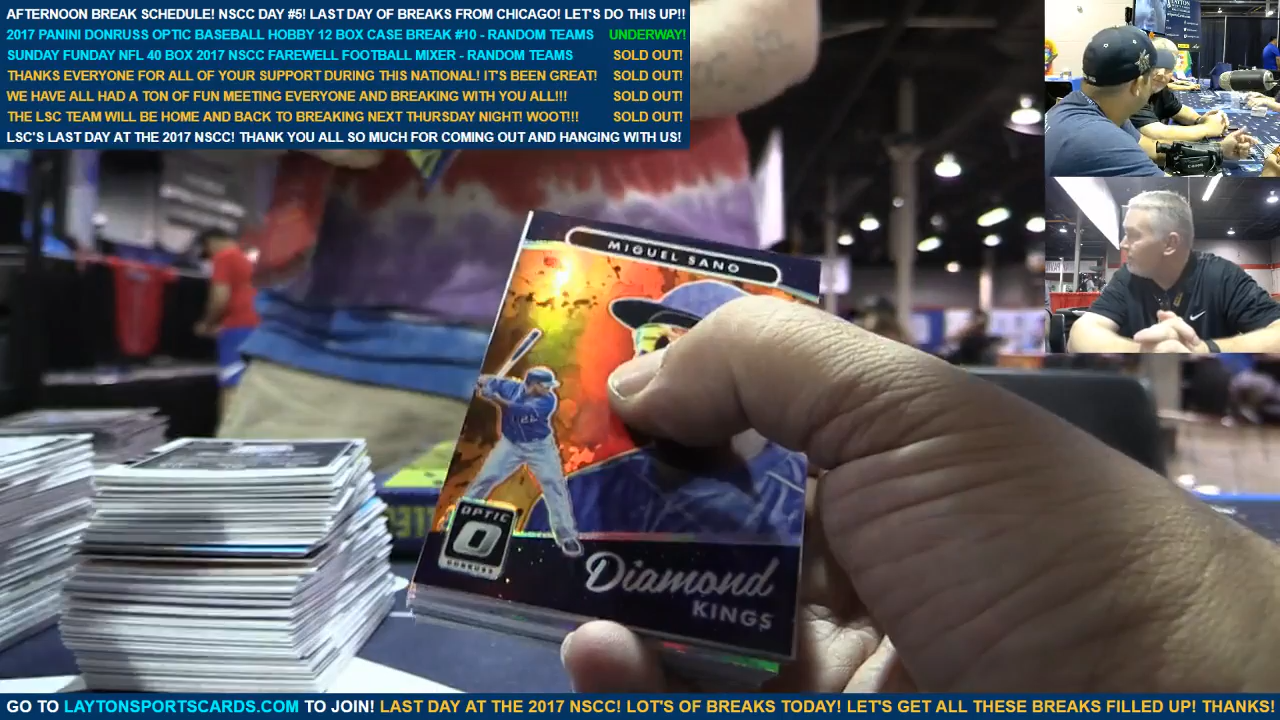 AFTERNOON BREAK SCHEDULE! NSCC DAY #5! LAST DAY OF BREAKS FROM CHICAGO! LET'S DO THIS UP!!
2017 PANINI DONRUSS OPTIC BASEBALL HOBBY 12 BOX CASE BREAK #10 - RANDOM TEAMS UNDERWAY!
SUNDAY FUNDAY NFL 40 BOX 2017 NSCC FAREWELL FOOTBALL MIXER - RANDOM TEAMS SOLD OUT!
THANKS EVERYONE FOR ALL OF YOUR SUPPORT DURING THIS NATIONAL! IT'S BEEN GREAT! SOLD OUT!
WE HAVE ALL HAD A TON OF FUN MEETING EVERYONE AND BREAKING WITH YOU ALL!!! SOLD OUT!
THE LSC TEAM WILL BE HOME AND BACK TO BREAKING NEXT THURSDAY NIGHT! WOOT!!! SOLD OUT!
LSC'S LAST DAY AT THE 2017 NSCC! THANK YOU ALL SO MUCH FOR COMING OUT AND HANGING WITH US!
MIGUEL SANO
OPTIC
DONRUSS
Diamond
KINGS
GO TO LAYTONSPORTSCARDS.COM TO JOIN! LAST DAY AT THE 2017 NSCC! LOT'S OF BREAKS TODAY! LET'S GET ALL THESE BREAKS FILLED UP! THANKS!